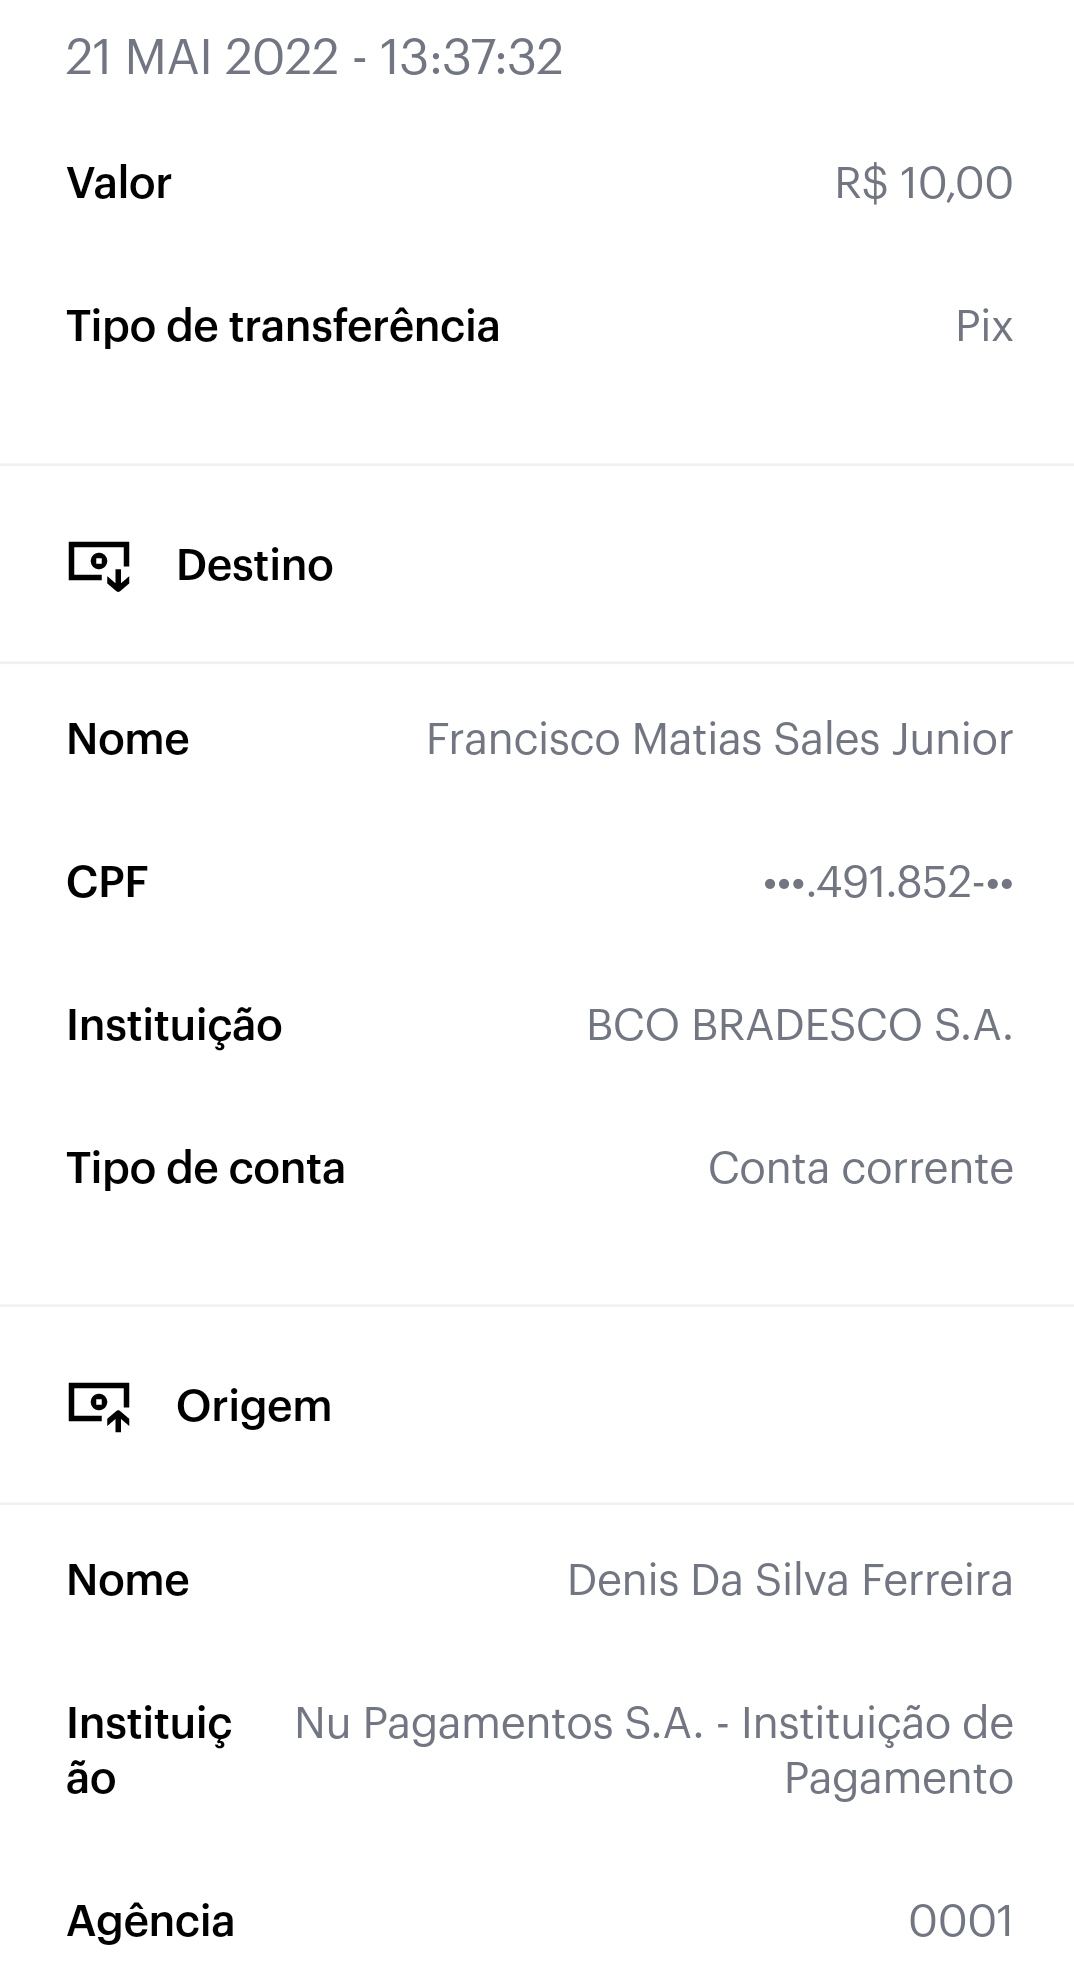 21 MAI 2022 - 13:37:32
Valor R$ 10,00
Tipo de transferência Pix
Destino
Nome Francisco Matias Sales Junior
CPF •••.491.852-••
Instituição BCO BRADESCO S.A.
Tipo de conta Conta corrente
Origem
Nome Denis Da Silva Ferreira
Instituiç Nu Pagamentos S.A. - Instituição de
ão Pagamento
Agência 0001